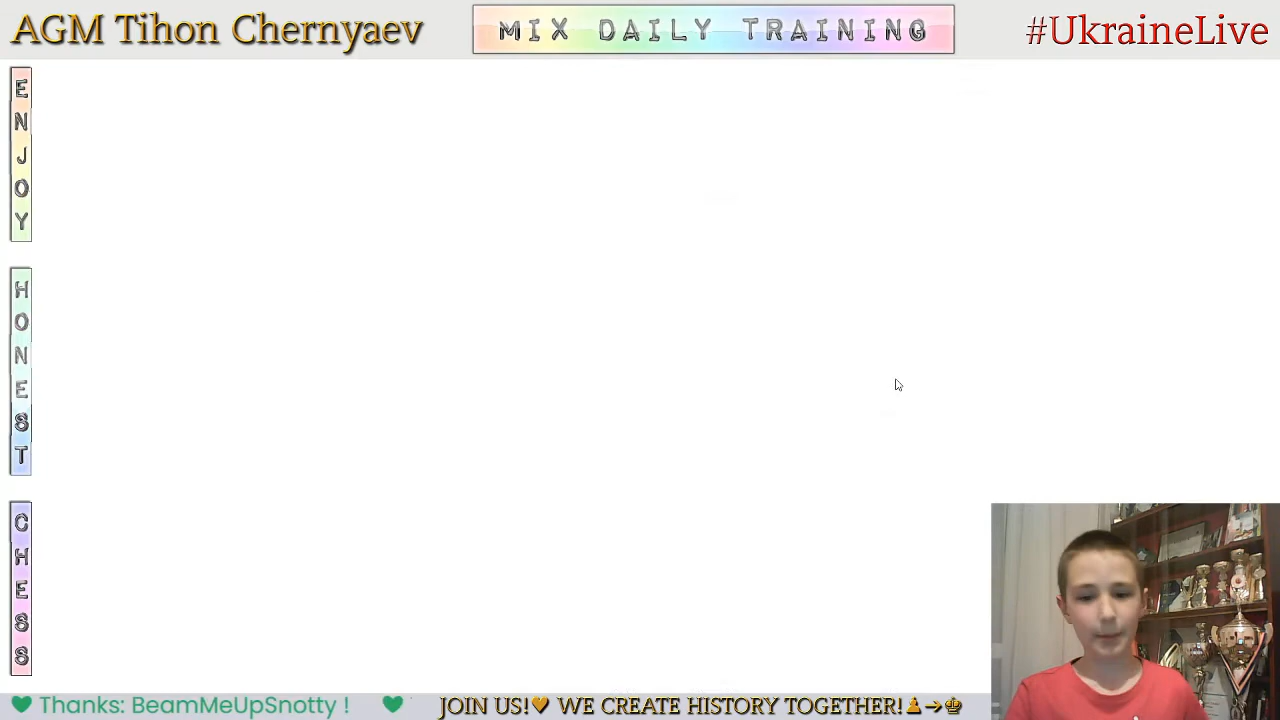 AGM Tihon Chernyaev
MIX DAILY TRAINING
#UkraineLive
ENJOY
HONEST
CHESS
Thanks: BeamMeUpSnotty !
JOIN US!🧡 WE CREATE HISTORY TOGETHER!♟→♚